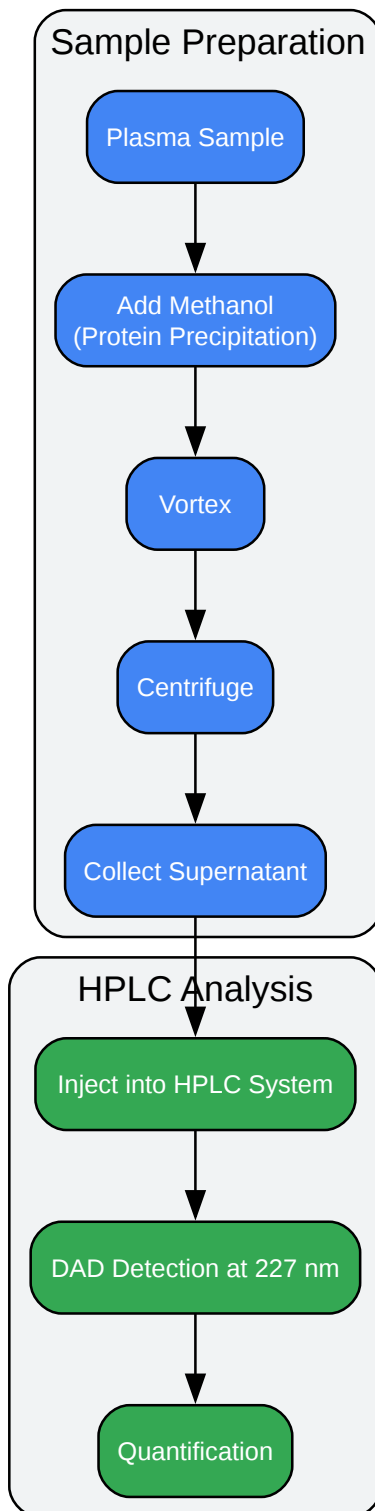 Sample Preparation
Plasma Sample
Add Methanol
(Protein Precipitation)
Vortex
Centrifuge
Collect Supernatant
HPLC Analysis
Inject into HPLC System
DAD Detection at 227 nm
Quantification